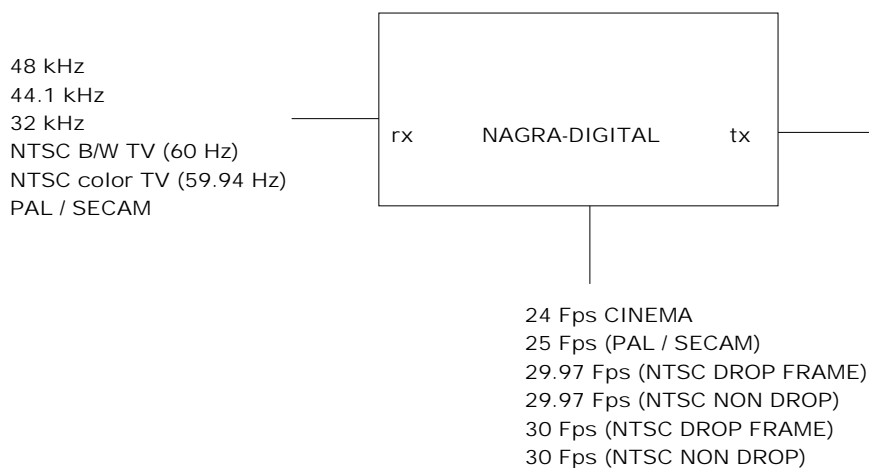 48 kHz
44.1 kHz
32 kHz
NTSC B/W TV (60 Hz)
NTSC color TV (59.94 Hz)
PAL / SECAM
rx NAGRA-DIGITAL tx
24 Fps CINEMA
25 Fps (PAL / SECAM)
29.97 Fps (NTSC DROP FRAME)
29.97 Fps (NTSC NON DROP)
30 Fps (NTSC DROP FRAME)
30 Fps (NTSC NON DROP)